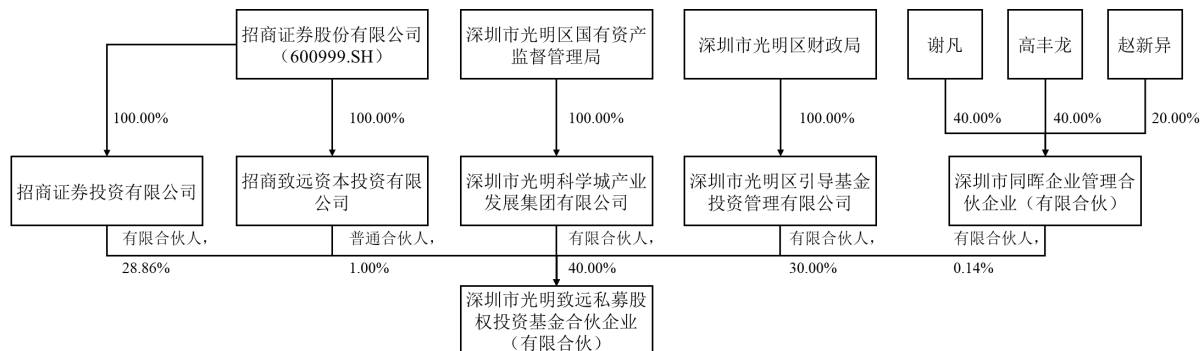 招商证券股份有限公司
（600999.SH）
深圳市光明区国有资产
监督管理局
深圳市光明区财政局
谢凡
高丰龙
赵新异
100.00%
100.00%
100.00%
100.00%
40.00%
40.00%
20.00%
招商证券投资有限公司
招商致远资本投资有限
公司
深圳市光明科学城产业
发展集团有限公司
深圳市光明区引导基金
投资管理有限公司
深圳市同晖企业管理合
伙企业（有限合伙）
有限合伙人，
28.86%
普通合伙人，
1.00%
有限合伙人，
40.00%
有限合伙人，
30.00%
有限合伙人，
0.14%
深圳市光明致远私募股
权投资基金合伙企业
（有限合伙）